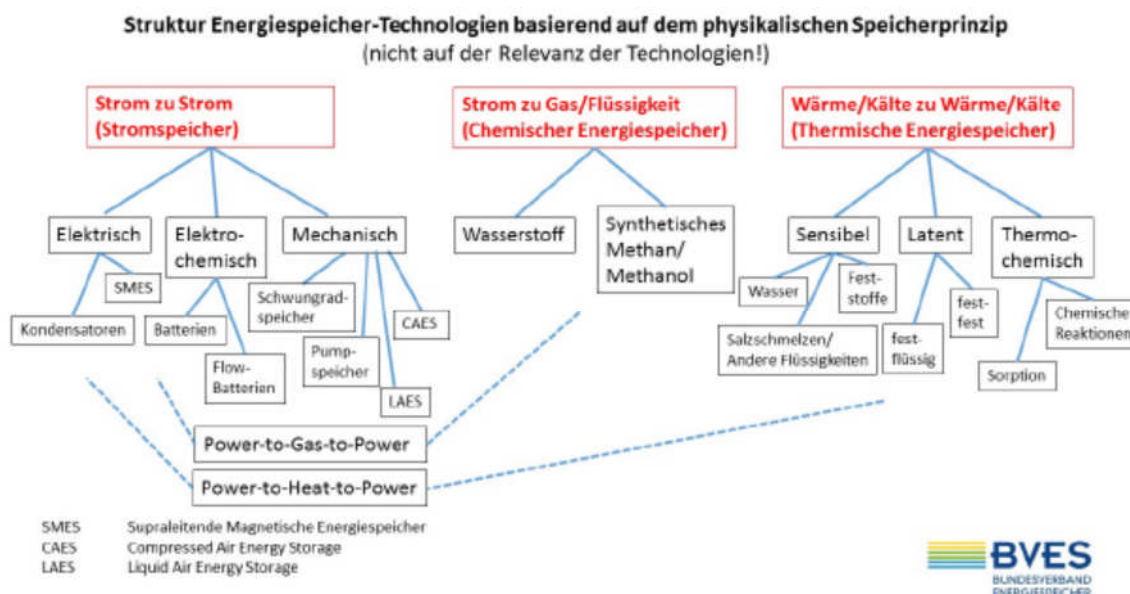 Struktur Energiespeicher-Technologien basierend auf dem physikalischen Speicherprinzip
(nicht auf der Relevanz der Technologien!)
Strom zu Strom
(Stromspeicher)
Strom zu Gas/Flüssigkeit
(Chemischer Energiespeicher)
Wärme/Kälte zu Wärme/Kälte
(Thermische Energiespeicher)
Elektrisch
Elektro-
chemisch
Mechanisch
Wasserstoff
Synthetisches
Methan/
Methanol
Sensibel
Latent
Thermo-
chemisch
SMES
Kondensatoren
Batterien
Flow-
Batterien
Schwungrad-
speicher
Pump-
speicher
CAES
LAES
Wasser
Fest-
stoffe
Salzschmelzen/
Andere Flüssigkeiten
fest-
flüssig
fest-
fest
Chemische
Reaktionen
Sorption
Power-to-Gas-to-Power
Power-to-Heat-to-Power
SMES Supraleitende Magnetische Energiespeicher
CAES Compressed Air Energy Storage
LAES Liquid Air Energy Storage
BVES
BUNDESVERBAND
ENERGIESPEICHER